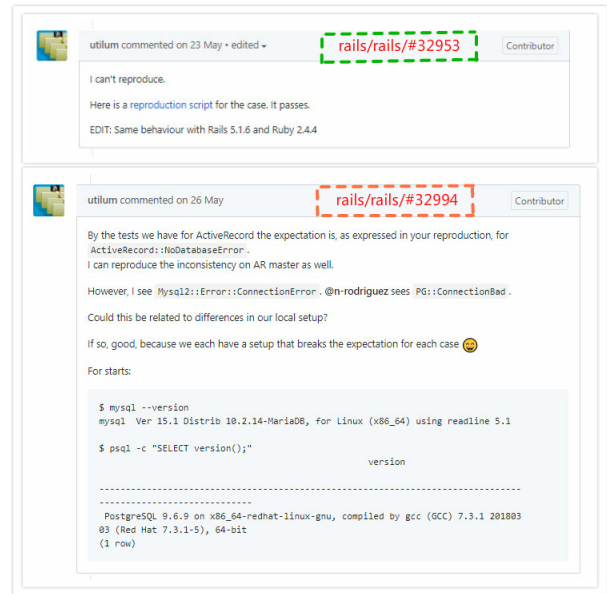 utilum commented on 23 May • edited
rails/rails/#32953
Contributor
I can't reproduce.
Here is a reproduction script for the case. It passes.
EDIT: Same behaviour with Rails 5.1.6 and Ruby 2.4.4
utilum commented on 26 May
rails/rails/#32994
Contributor
By the tests we have for ActiveRecord the expectation is, as expressed in your reproduction, for
ActiveRecord::NoDatabaseError .
I can reproduce the inconsistency on AR master as well.
However, I see Mysql2::Error::ConnectionError . @n-rodriguez sees PG::ConnectionBad .
Could this be related to differences in our local setup?
If so, good, because we each have a setup that breaks the expectation for each case 😄
For starts:
$ mysql --version
mysql Ver 15.1 Distrib 10.2.14-MariaDB, for Linux (x86_64) using readline 5.1
$ psql -c "SELECT version();"
version
--------------------------------------------------------------------------
---------------------------
PostgreSQL 9.6.9 on x86_64-redhat-linux-gnu, compiled by gcc (GCC) 7.3.1 201803
03 (Red Hat 7.3.1-5), 64-bit
(1 row)